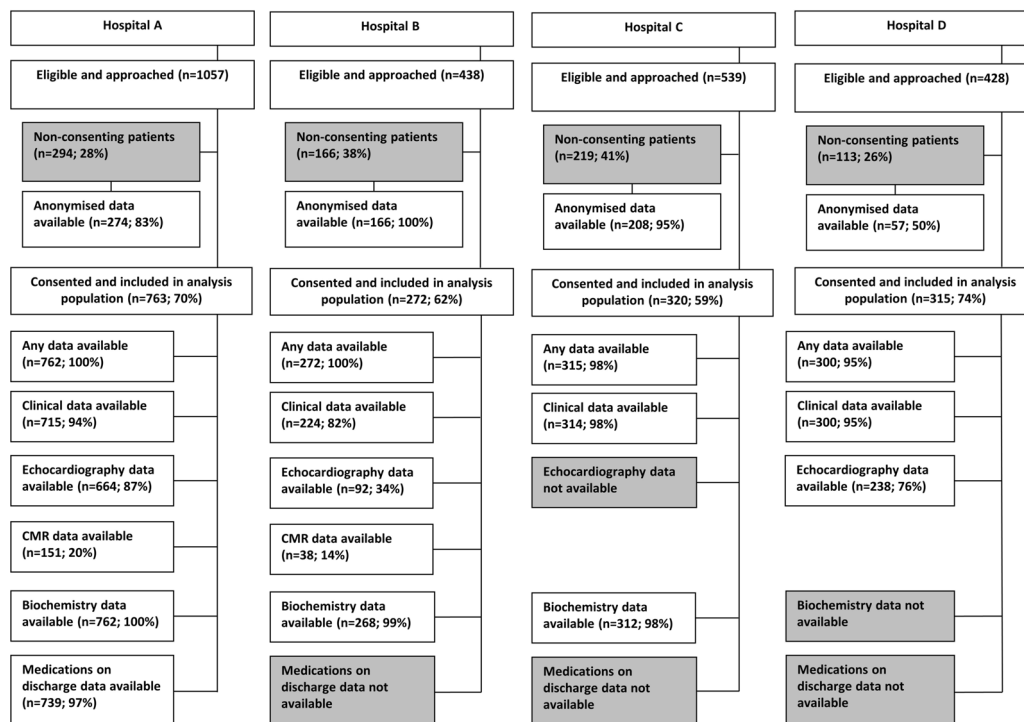 Hospital A
Eligible and approached (n=1057)
Non-consenting patients
(n=294; 28%)
Anonymised data
available (n=274; 83%)
Consented and included in analysis
population (n=763; 70%)
Any data available
(n=762; 100%)
Clinical data available
(n=715; 94%)
Echocardiography data
available (n=664; 87%)
CMR data available
(n=151; 20%)
Biochemistry data
available (n=762; 100%)
Medications on
discharge data available
(n=739; 97%)
Hospital B
Eligible and approached (n=438)
Non-consenting patients
(n=166; 38%)
Anonymised data
available (n=166; 100%)
Consented and included in analysis
population (n=272; 62%)
Any data available
(n=272; 100%)
Clinical data available
(n=224; 82%)
Echocardiography data
available (n=92; 34%)
CMR data available
(n=38; 14%)
Biochemistry data
available (n=268; 99%)
Medications on
discharge data not
available
Hospital C
Eligible and approached (n=539)
Non-consenting patients
(n=219; 41%)
Anonymised data
available (n=208; 95%)
Consented and included in analysis
population (n=320; 59%)
Any data available
(n=315; 98%)
Clinical data available
(n=314; 98%)
Echocardiography data
not available
Biochemistry data
available (n=312; 98%)
Medications on
discharge data not
available
Hospital D
Eligible and approached (n=428)
Non-consenting patients
(n=113; 26%)
Anonymised data
available (n=57; 50%)
Consented and included in analysis
population (n=315; 74%)
Any data available
(n=300; 95%)
Clinical data available
(n=300; 95%)
Echocardiography data
available (n=238; 76%)
Biochemistry data not
available
Medications on
discharge data not
available